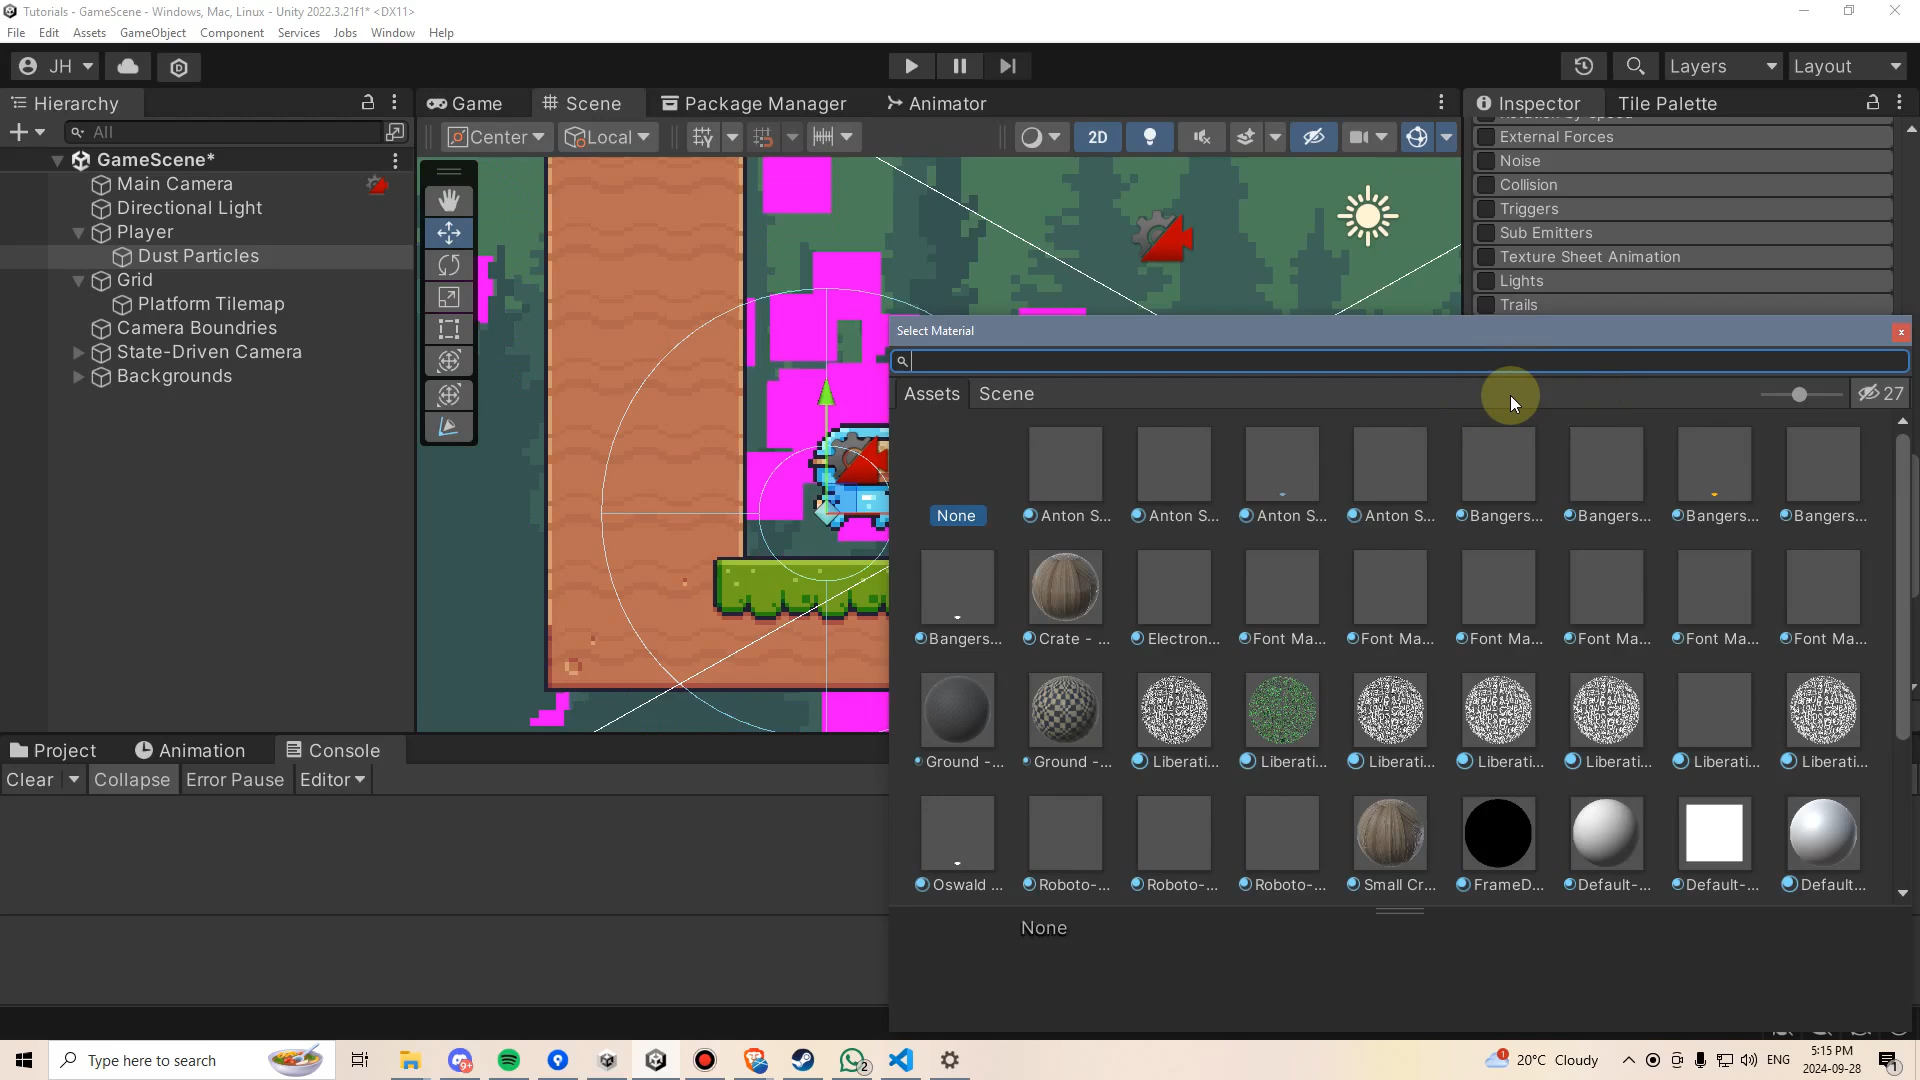 Tutorials - GameScene - Windows, Mac, Linux - Unity 2022.3.21f1* <DX11>
File Edit Assets GameObject Component Services Jobs Window Help
JH Layers Layout
Hierarchy Game Scene Package Manager Animator Inspector Tile Palette
All Center Local 2D
GameScene*
Main Camera
Directional Light
Player
Dust Particles
Grid
Platform Tilemap
Camera Boundries
State-Driven Camera
Backgrounds
External Forces
Noise
Collision
Triggers
Sub Emitters
Texture Sheet Animation
Lights
Trails
Select Material
Assets Scene 27
None Anton S... Anton S... Anton S... Anton S... Bangers... Bangers... Bangers... Bangers...
Bangers... Crate - ... Electron... Font Ma... Font Ma... Font Ma... Font Ma... Font Ma... Font Ma...
Ground -... Ground -... Liberati... Liberati... Liberati... Liberati... Liberati... Liberati... Liberati...
Oswald ... Roboto-... Roboto-... Roboto-... Small Cr... FrameD... Default-... Default-... Default...
None
Project Animation Console
Clear Collapse Error Pause Editor
Type here to search
9+
2
1
20°C Cloudy
ENG
5:15 PM
2024-09-28
1